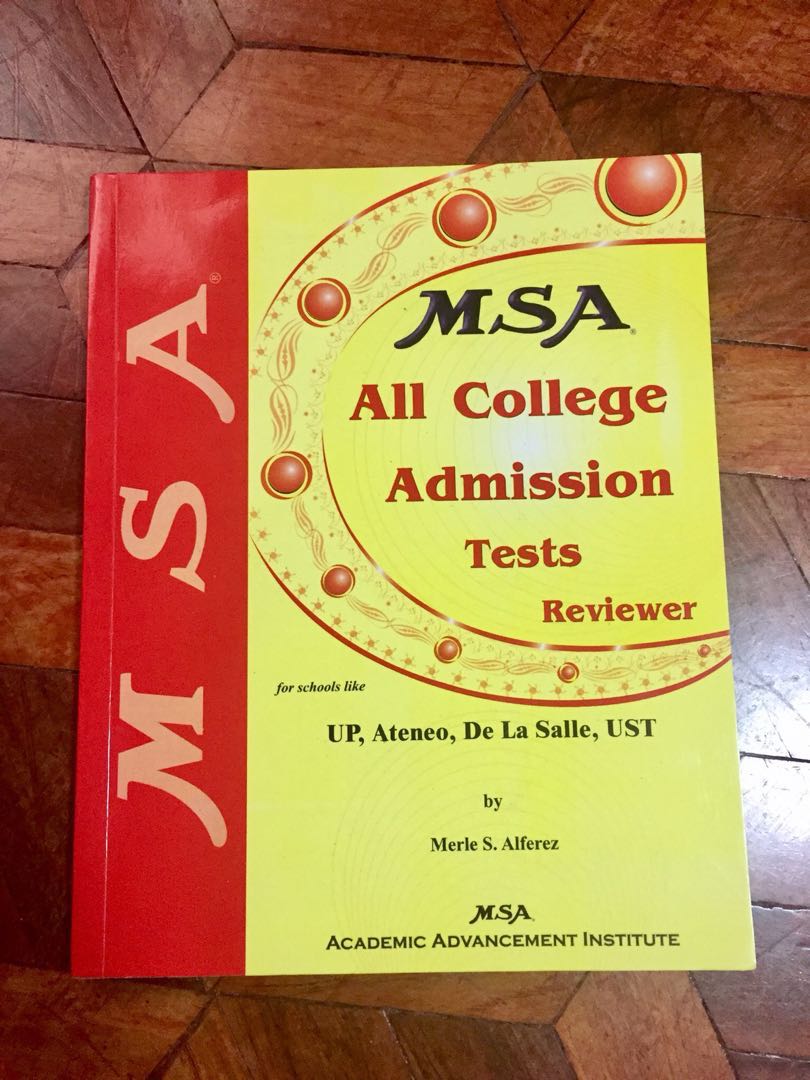 MSA®
MSA®
All College
Admission
Tests
Reviewer
for schools like
UP, Ateneo, De La Salle, UST
by
Merle S. Alferez
MSA®
ACADEMIC ADVANCEMENT INSTITUTE